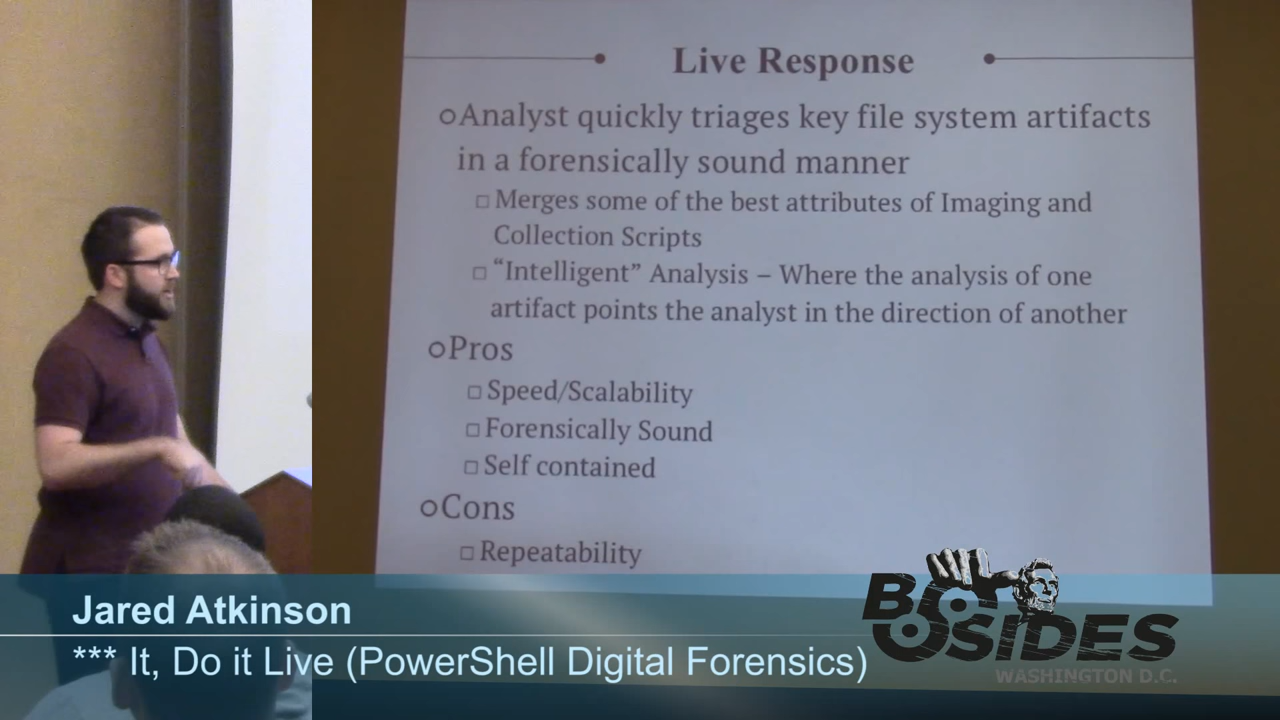 Live Response
Analyst quickly triages key file system artifacts
in a forensically sound manner
Merges some of the best attributes of Imaging and
Collection Scripts
“Intelligent” Analysis – Where the analysis of one
artifact points the analyst in the direction of another
Pros
Speed/Scalability
Forensically Sound
Self contained
Cons
Repeatability
Jared Atkinson
*** It, Do it Live (PowerShell Digital Forensics)
BSIDES
WASHINGTON D.C.